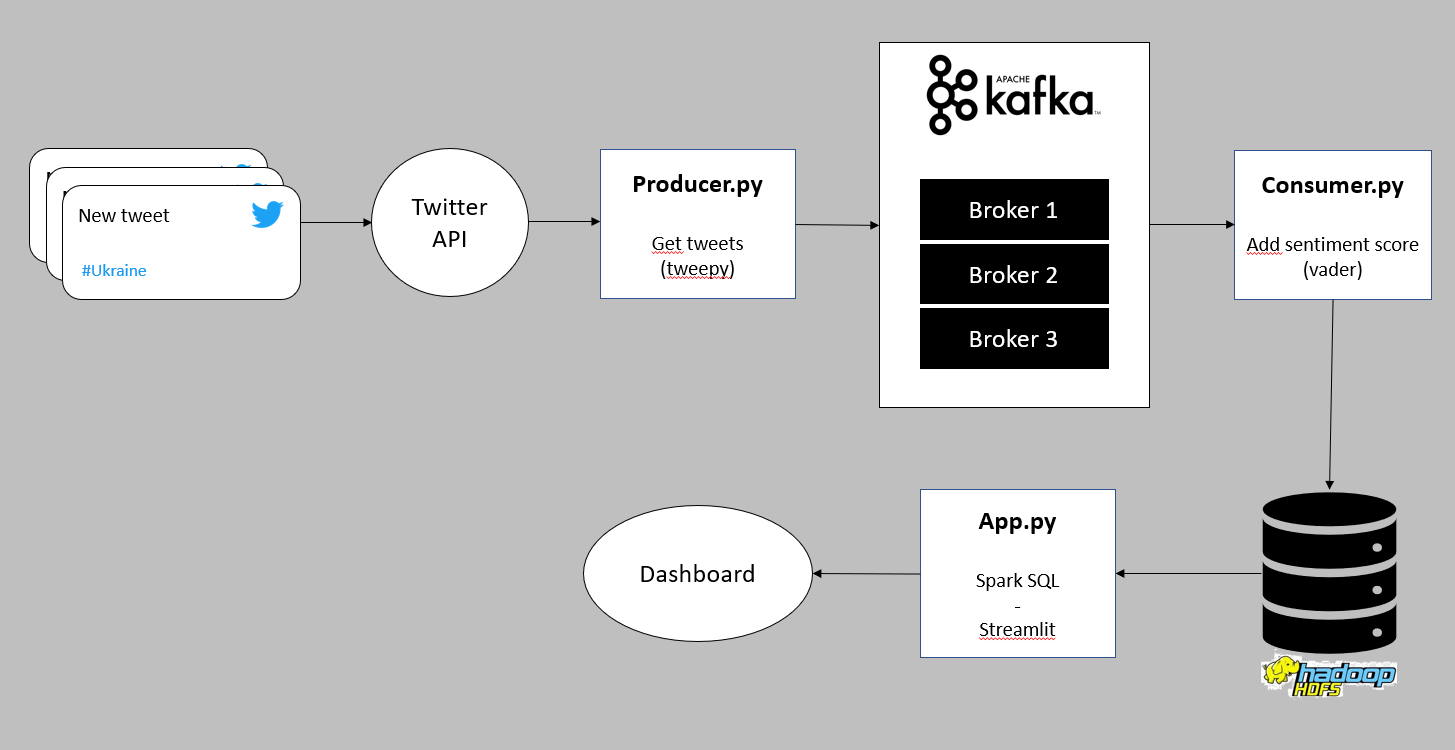 New tweet
#Ukraine
Twitter
API
Producer.py
Get tweets
(tweepy)
APACHE
kafka
TM
Broker 1
Broker 2
Broker 3
Consumer.py
Add sentiment score
(vader)
Dashboard
App.py
Spark SQL
-
Streamlit
hadoop
HDFS